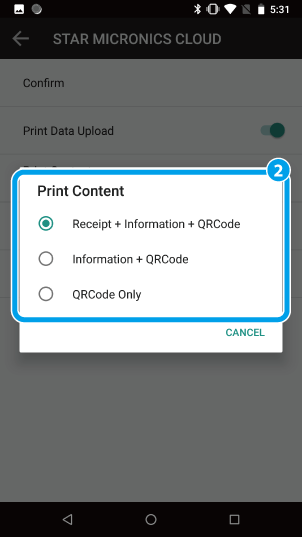 5:31
STAR MICRONICS CLOUD
Confirm
Print Data Upload
2
Print Content
Receipt + Information + QRCode
Information + QRCode
QRCode Only
CANCEL